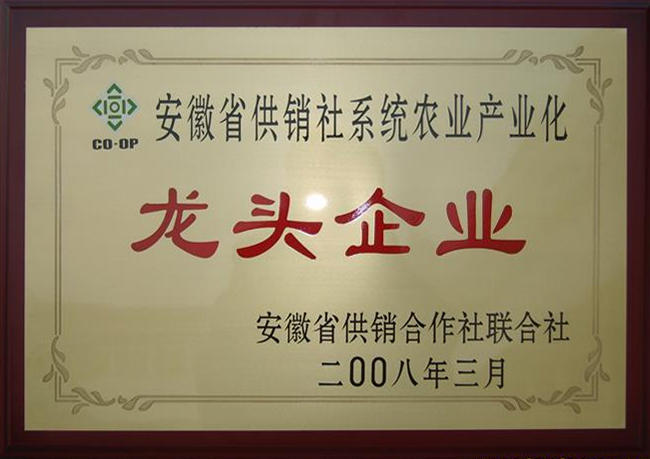 安徽省供销社系统农业产业化
CO-OP
龙头企业
安徽省供销合作社联合社
二00八年三月